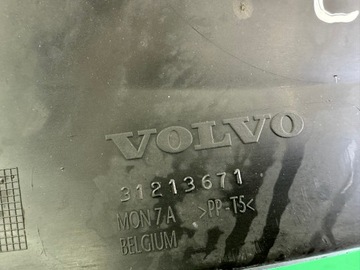 VOLVO
31213671
MON 7A >PP-T5<
BELGIUM